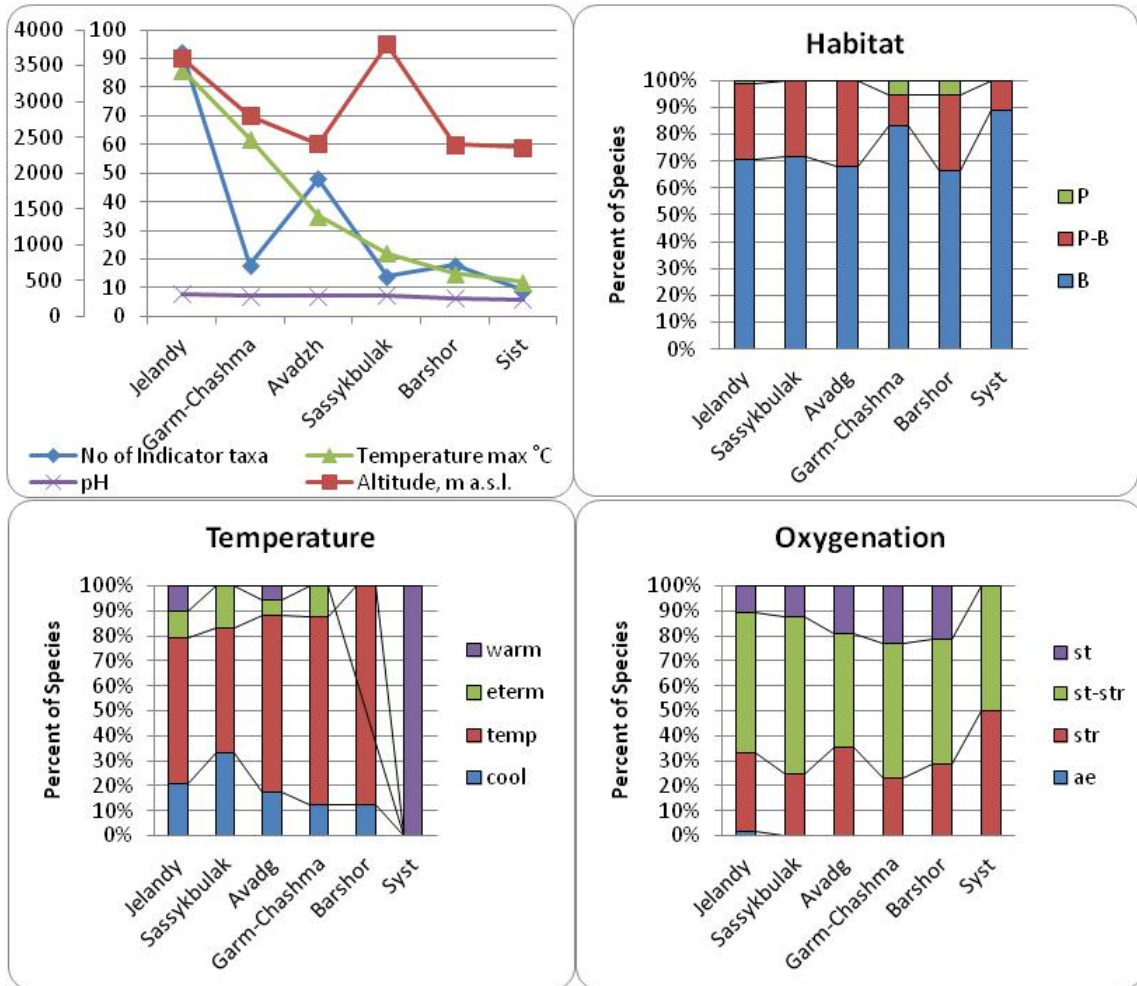 4000 100
3500 90
3000 80
2500 70
2000 60
1500 50
1000 40
500 30
0 20
10
0
Jelandy
Garm-Chashma
Avadzh
Sassykbulak
Barshor
Sist
No of Indicator taxa
Temperature max °C
pH
Altitude, m a.s.l.
Habitat
Percent of Species
100%
90%
80%
70%
60%
50%
40%
30%
20%
10%
0%
Jelandy
Sassykbulak
Avadg
Garm-Chashma
Barshor
Syst
P
P-B
B
Temperature
Percent of Species
100%
90%
80%
70%
60%
50%
40%
30%
20%
10%
0%
Jelandy
Sassykbulak
Avadg
Garm-Chashma
Barshor
Syst
warm
eterm
temp
cool
Oxygenation
Percent of Species
100%
90%
80%
70%
60%
50%
40%
30%
20%
10%
0%
Jelandy
Sassykbulak
Avadg
Garm-Chashma
Barshor
Syst
st
st-str
str
ae